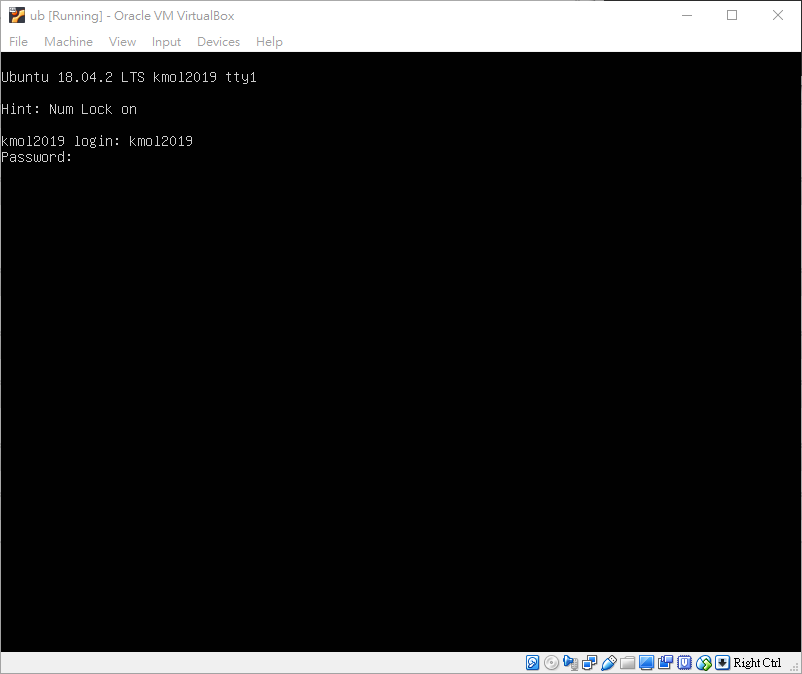 ub [Running] - Oracle VM VirtualBox
File Machine View Input Devices Help
Ubuntu 18.04.2 LTS kmol2019 tty1
Hint: Num Lock on
kmol2019 login: kmol2019
Password:
Right Ctrl